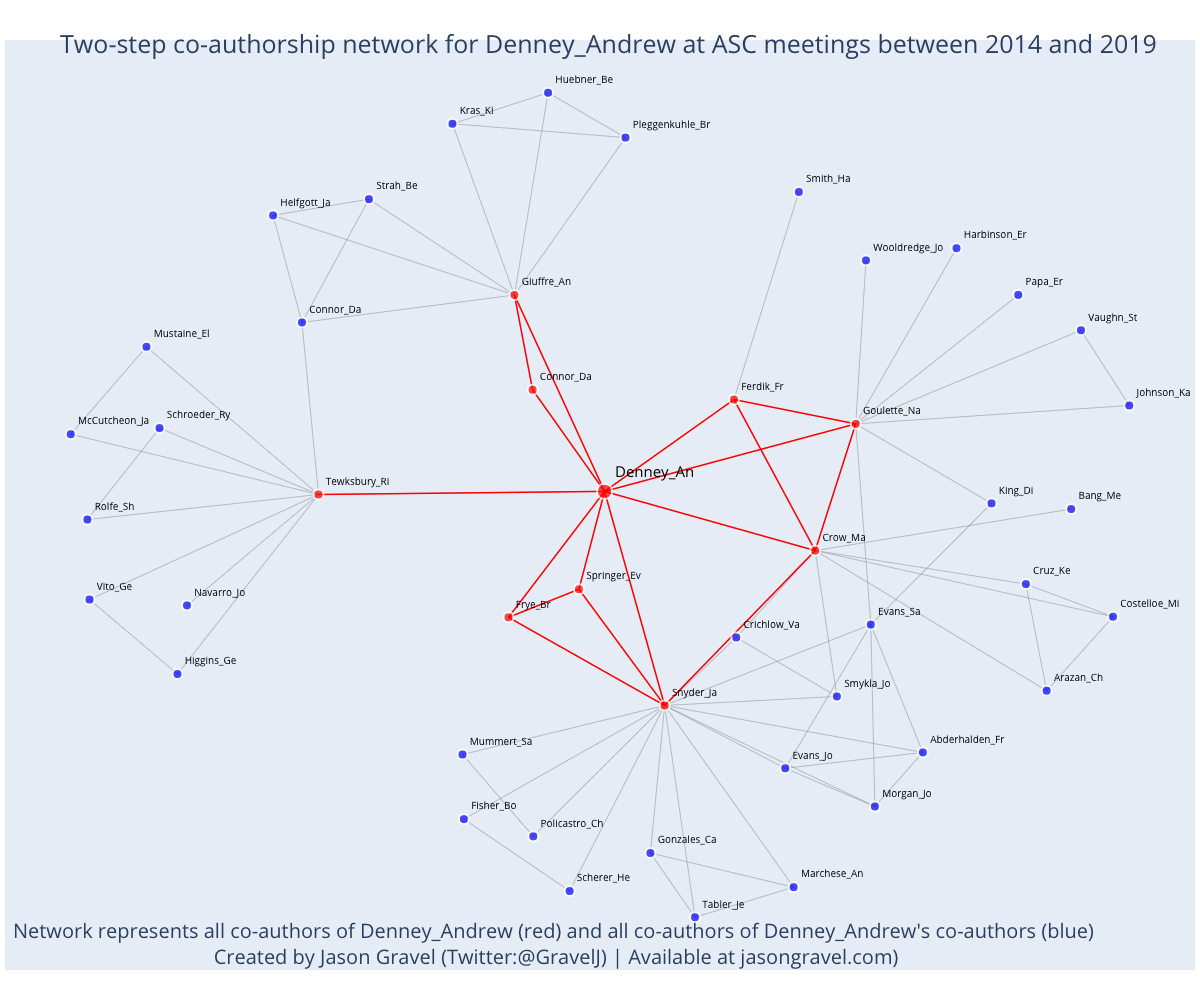 Two-step co-authorship network for Denney_Andrew at ASC meetings between 2014 and 2019
Huebner_Be
Kras_Ki
Pleggenkuhle_Br
Smith_Ha
Strah_Be
Helfgott_Ja
Harbinson_Er
Wooldredge_Jo
Giuffre_An
Papa_Er
Connor_Da
Vaughn_St
Mustaine_El
Connor_Da
Ferdik_Fr
Johnson_Ka
Schroeder_Ry
McCutcheon_Ja
Goulette_Na
Denney_An
Tewksbury_Ri
King_Di
Bang_Me
Rolfe_Sh
Crow_Ma
Springer_Ev
Cruz_Ke
Vito_Ge
Navarro_Jo
Frye_Br
Costelloe_Mi
Evans_Sa
Crichlow_Va
Higgins_Ge
Arazan_Ch
Smykla_Jo
Snyder_Ja
Mummert_Sa
Abderhalden_Fr
Evans_Jo
Morgan_Jo
Fisher_Bo
Policastro_Ch
Gonzales_Ca
Scherer_He
Marchese_An
Tabler_Je
Network represents all co-authors of Denney_Andrew (red) and all co-authors of Denney_Andrew's co-authors (blue)
Created by Jason Gravel (Twitter:@GravelJ) | Available at jasongravel.com)